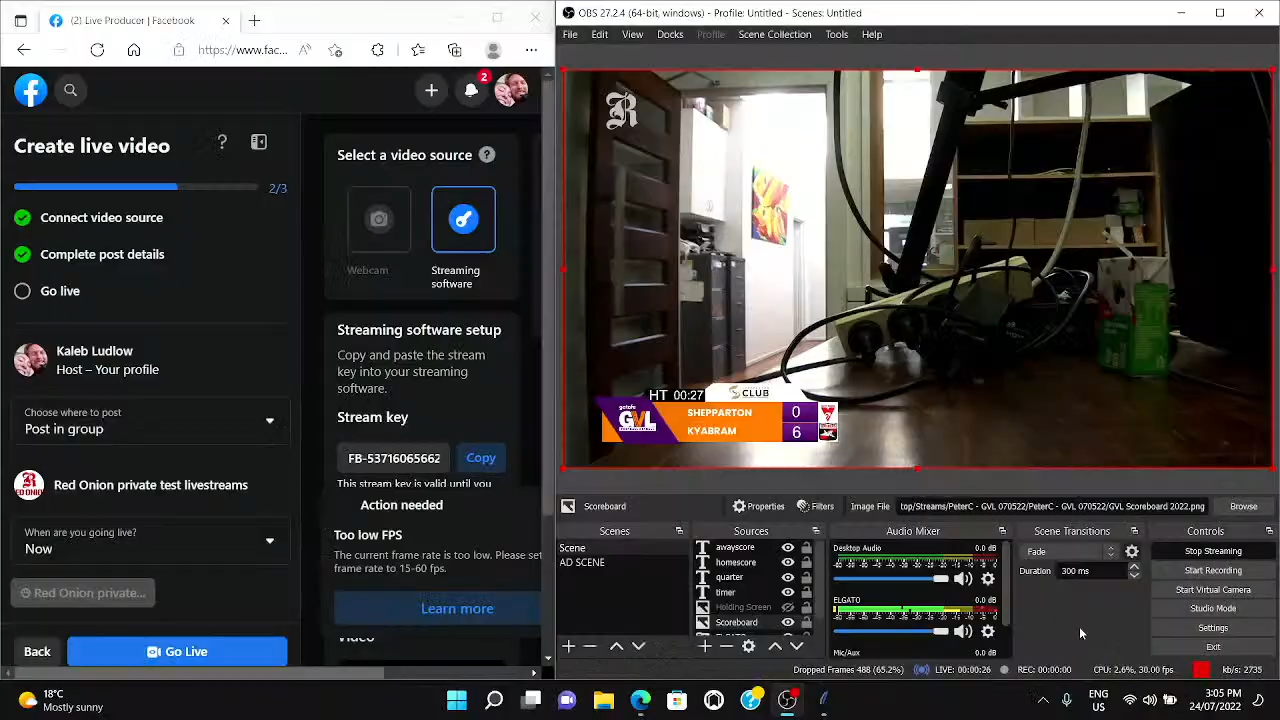 (2) Live Producer | Facebook
https://www.fac...
2
Create live video
?
2/3
Connect video source
Complete post details
Go live
Kaleb Ludlow
Host – Your profile
Choose where to post
Post in group
Red Onion private test livestreams
When are you going live?
Now
Red Onion private...
Back
Go Live
Select a video source
?
Webcam
Streaming
software
Streaming software setup
Copy and paste the stream
key into your streaming
software.
Stream key
FB-53716065662
Copy
This stream key is valid until you
Action needed
Too low FPS
The current frame rate is too low. Please set
frame rate to 15-60 fps.
Learn more
Video
OBS 27.2.4 (64-bit, windows) - Profile: Untitled - Scenes: Untitled
File Edit View Docks Profile Scene Collection Tools Help
R
HT 00:27
CLUB
GVL
SHEPPARTON 0
KYABRAM 6
Scoreboard
Properties
Filters
Image File
top/Streams/PeterC - GVL 070522/PeterC - GVL 070522/GVL Scoreboard 2022.png
Browse
Scenes
Scene
AD SCENE
Sources
awayscore
homescore
quarter
timer
Holding Screen
Scoreboard
ELGATO
Audio Mixer
Desktop Audio 0.0 dB
ELGATO 0.0 dB
Mic/Aux 0.0 dB
Scene Transitions
Fade
Duration 300 ms
Controls
Stop Streaming
Start Recording
Start Virtual Camera
Studio Mode
Settings
Exit
Dropped Frames 488 (65.2%) LIVE: 00:00:26 REC: 00:00:00 CPU: 2.6%, 30.00 fps kb/s: 2735
18°C
Mostly sunny
ENG
US
3:05 PM
24/07/2022